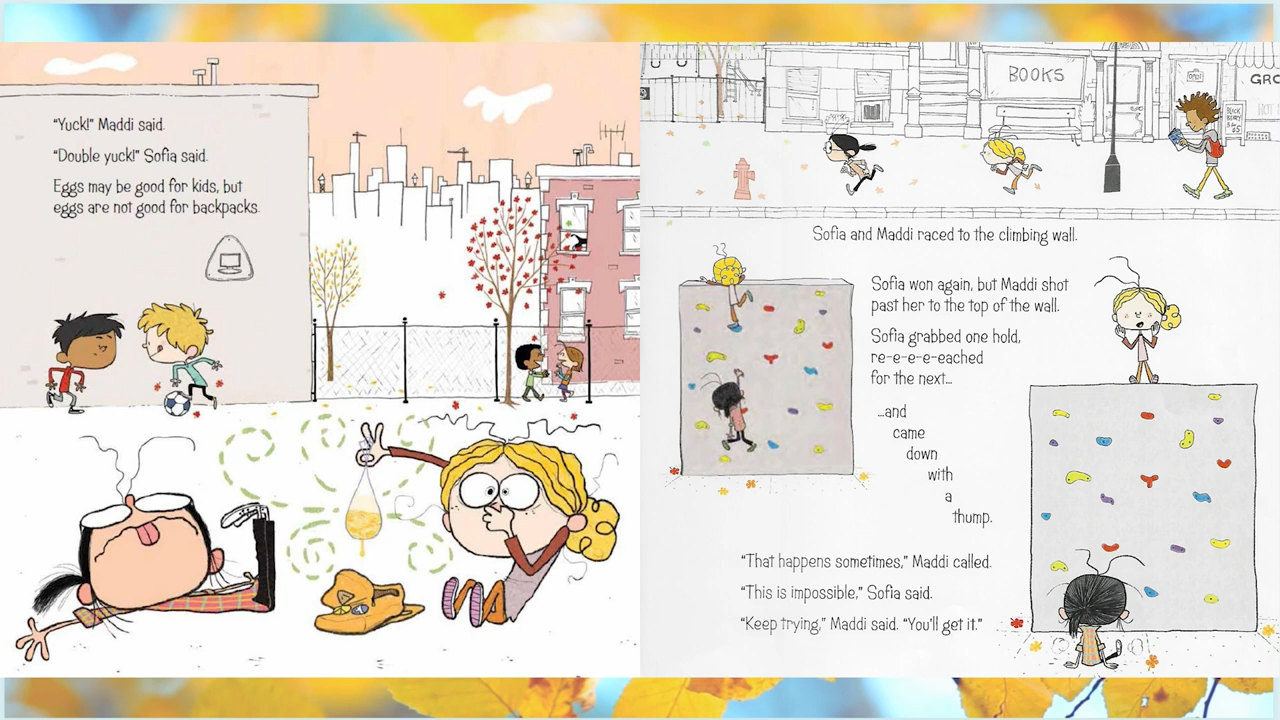 “Yuck!” Maddi said.
“Double yuck!” Sofia said.
Eggs may be good for kids, but
eggs are not good for backpacks.
BOOKS
GRO
Sofia and Maddi raced to the climbing wall.
Sofia won again, but Maddi shot
past her to the top of the wall.
Sofia grabbed one hold,
re-e-e-e-eached
for the next...
...and
came
down
with
a
thump.
“That happens sometimes,” Maddi called.
“This is impossible,” Sofia said.
“Keep trying,” Maddi said. “You’ll get it.”